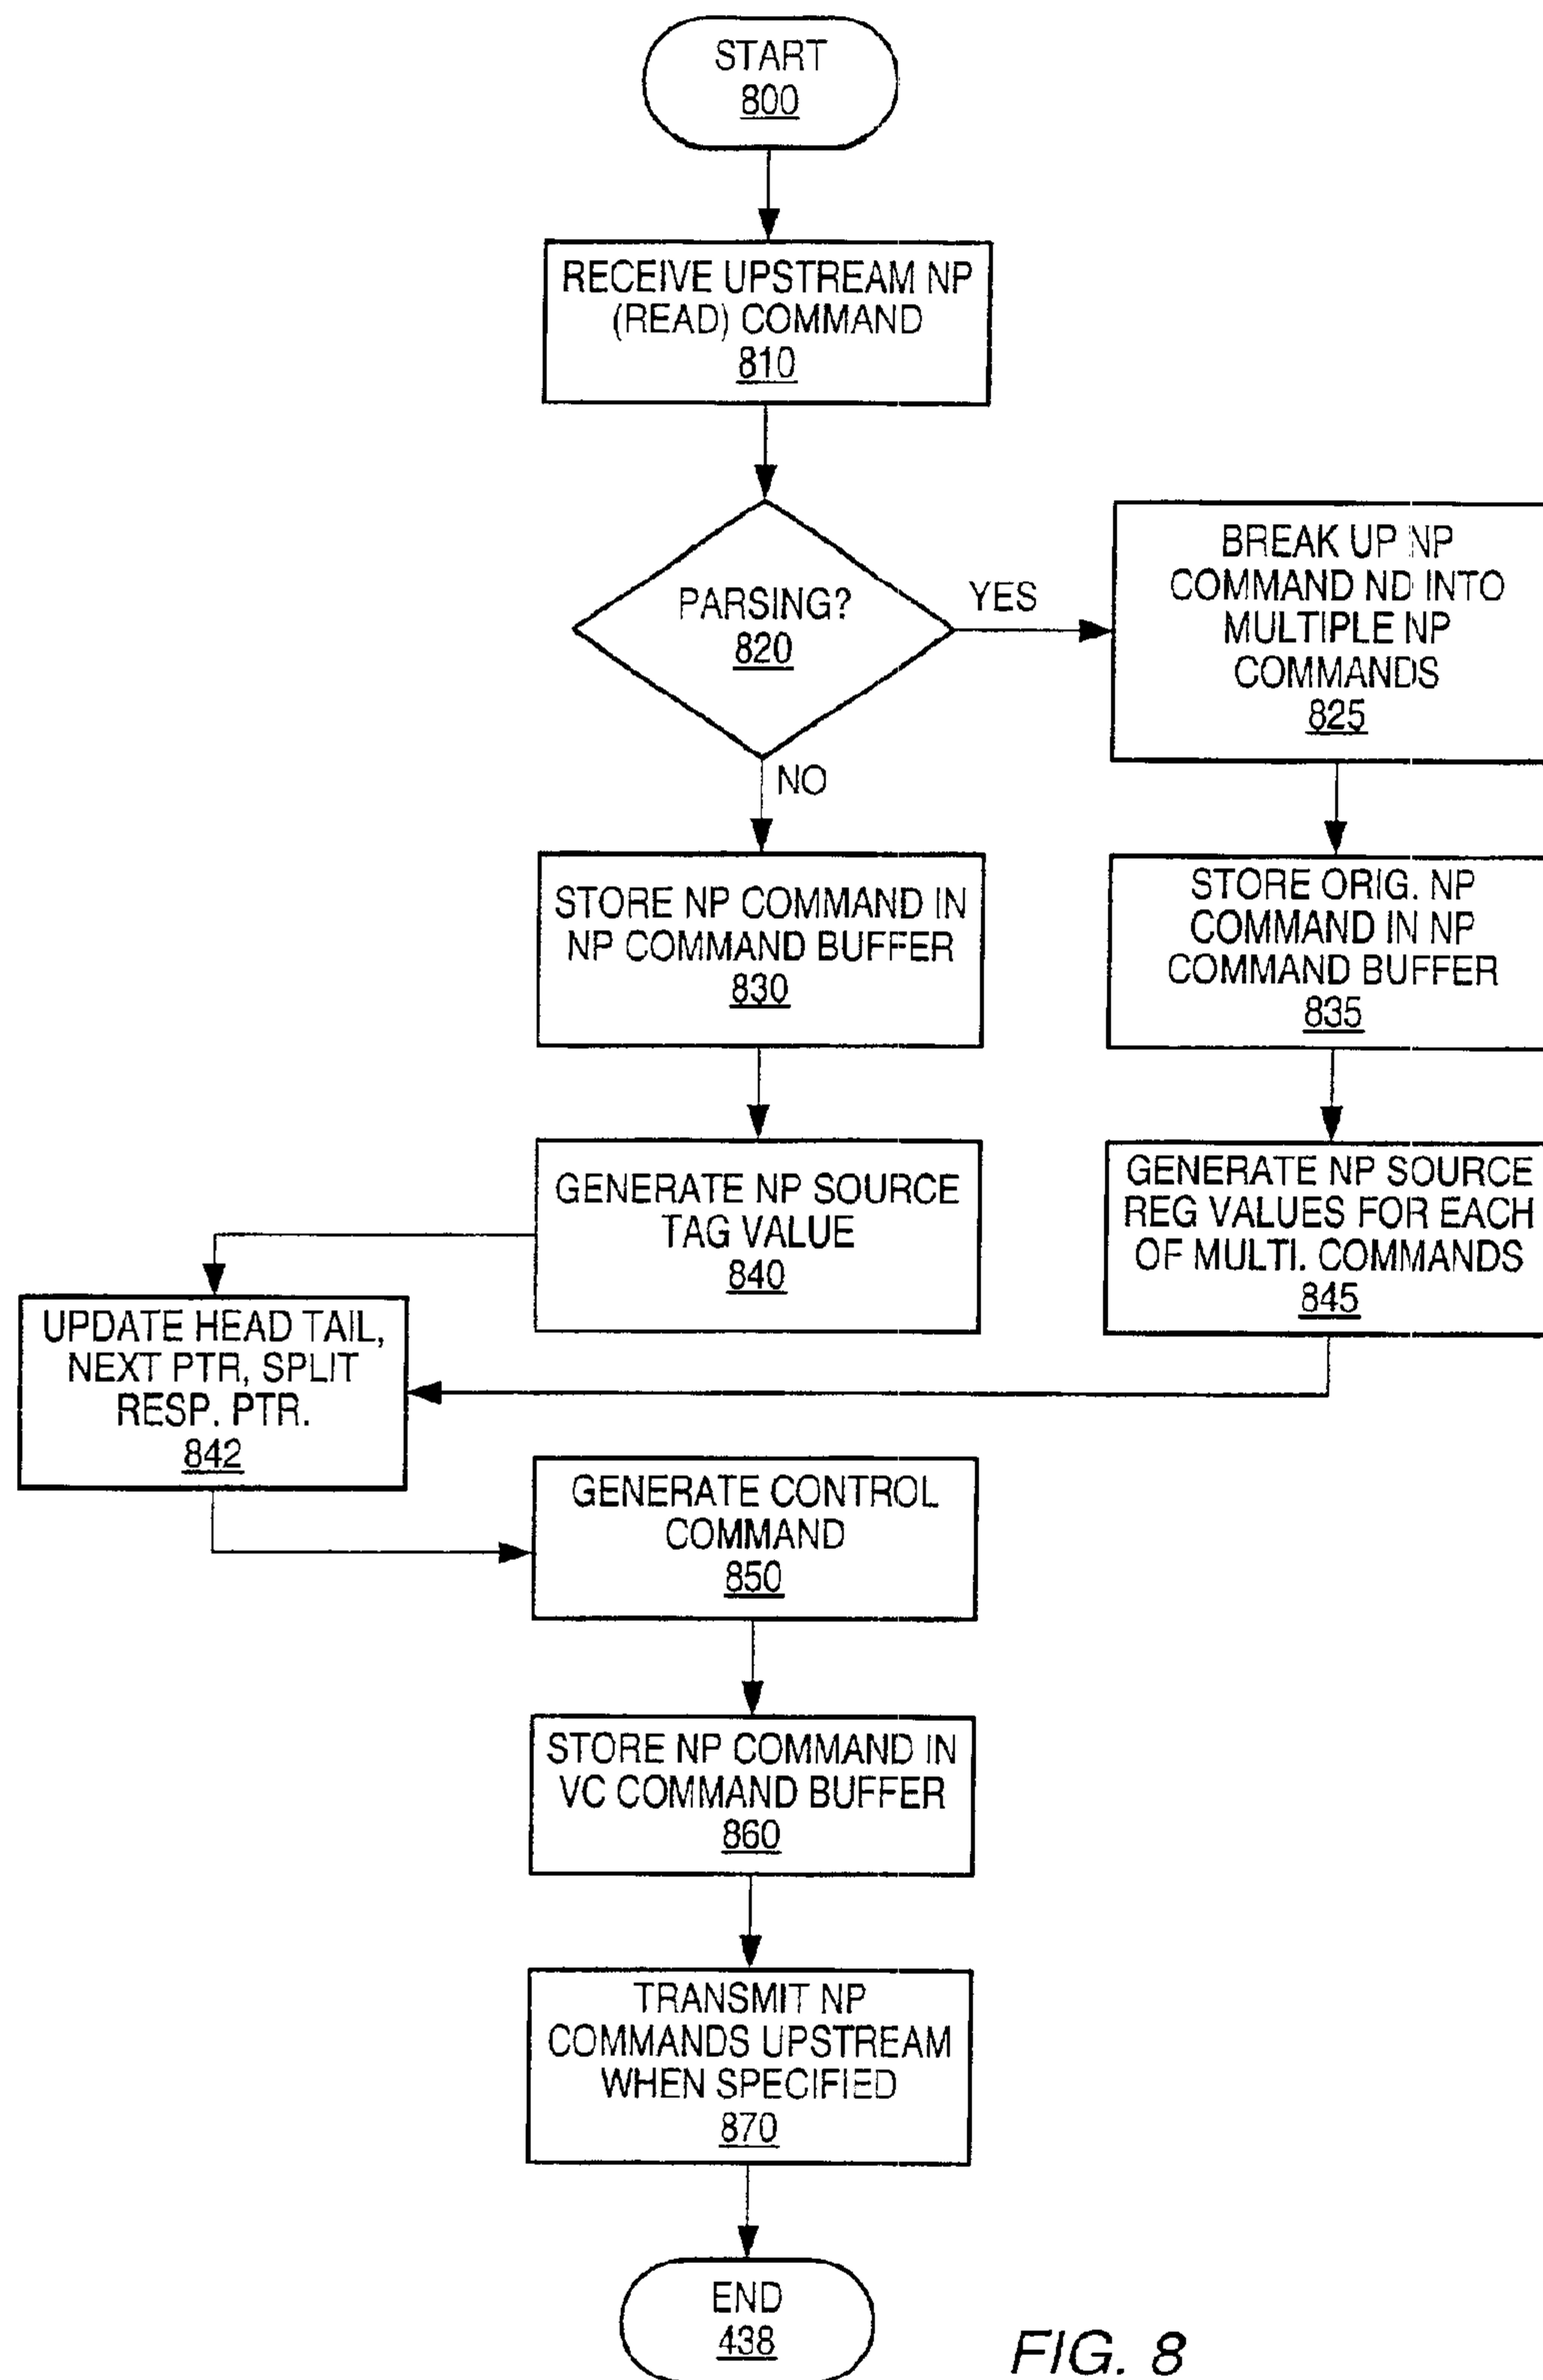 START
800
RECEIVE UPSTREAM NP
(READ) COMMAND
810
PARSING?
820
YES
NO
BREAK UP NP
COMMAND ND INTO
MULTIPLE NP
COMMANDS
825
STORE NP COMMAND IN
NP COMMAND BUFFER
830
STORE ORIG. NP
COMMAND IN NP
COMMAND BUFFER
835
GENERATE NP SOURCE
TAG VALUE
840
GENERATE NP SOURCE
REG VALUES FOR EACH
OF MULTI. COMMANDS
845
UPDATE HEAD TAIL,
NEXT PTR, SPLIT
RESP. PTR.
842
GENERATE CONTROL
COMMAND
850
STORE NP COMMAND IN
VC COMMAND BUFFER
860
TRANSMIT NP
COMMANDS UPSTREAM
WHEN SPECIFIED
870
END
438
FIG. 8